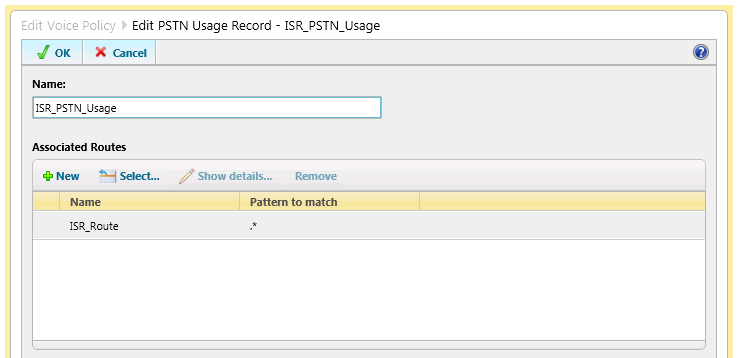 Edit Voice Policy ▸ Edit PSTN Usage Record - ISR_PSTN_Usage
OK Cancel ?
Name:
ISR_PSTN_Usage
Associated Routes
New Select... Show details... Remove
Name Pattern to match
ISR_Route .*